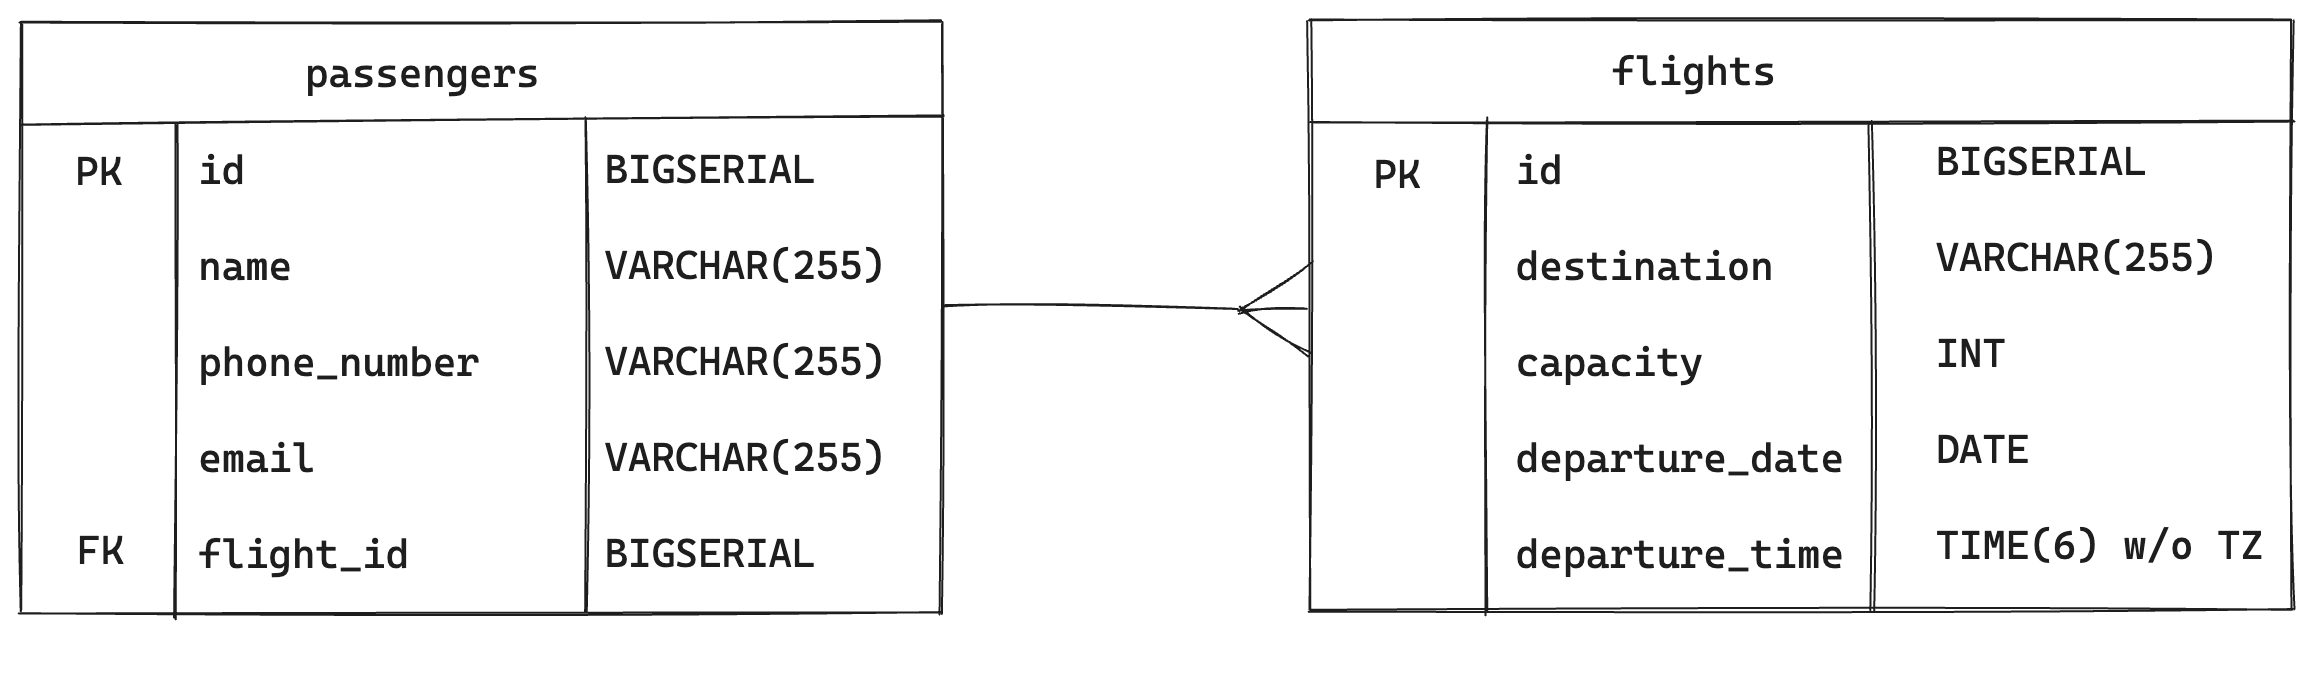 passengers
PK id BIGSERIAL
name VARCHAR(255)
phone_number VARCHAR(255)
email VARCHAR(255)
FK flight_id BIGSERIAL
flights
PK id BIGSERIAL
destination VARCHAR(255)
capacity INT
departure_date DATE
departure_time TIME(6) w/o TZ